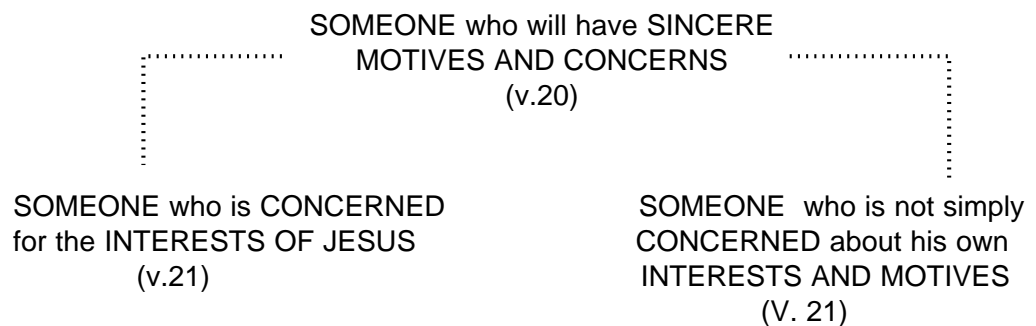 SOMEONE who will have SINCERE
MOTIVES AND CONCERNS
(v.20)
SOMEONE who is CONCERNED
for the INTERESTS OF JESUS
(v.21)
SOMEONE who is not simply
CONCERNED about his own
INTERESTS AND MOTIVES
(V. 21)